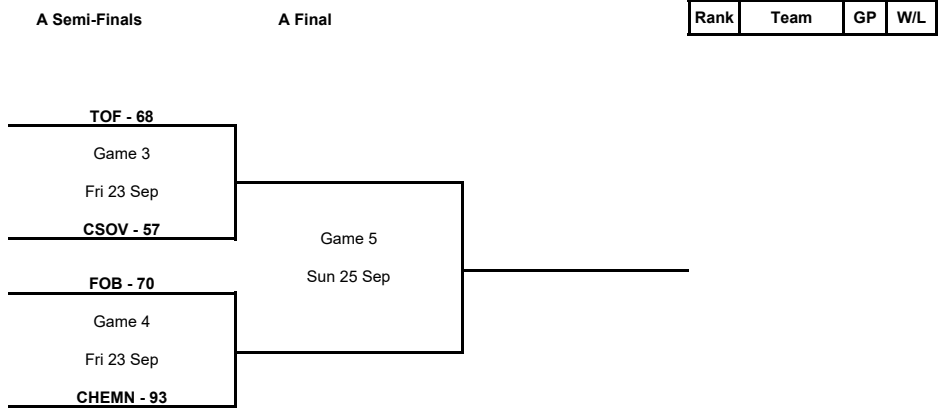 A Semi-Finals A Final Rank Team GP W/L
TOF - 68
Game 3
Fri 23 Sep
CSOV - 57
Game 5
Sun 25 Sep
FOB - 70
Game 4
Fri 23 Sep
CHEMN - 93